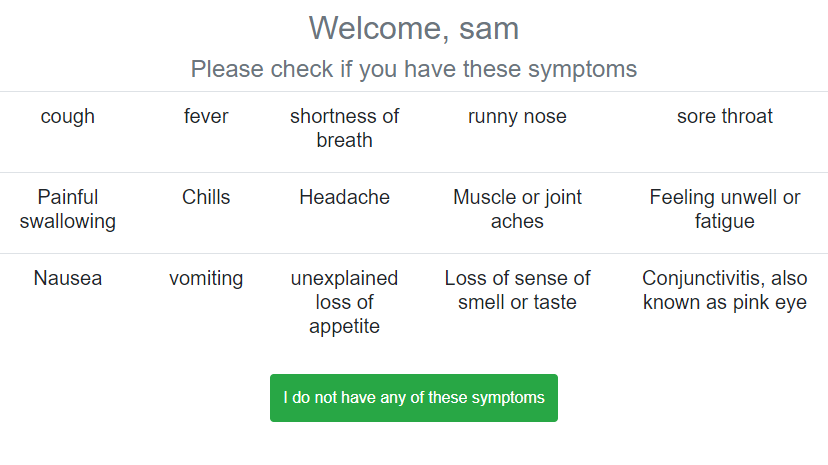 Welcome, sam
Please check if you have these symptoms
cough fever shortness of breath runny nose sore throat
Painful swallowing Chills Headache Muscle or joint aches Feeling unwell or fatigue
Nausea vomiting unexplained loss of appetite Loss of sense of smell or taste Conjunctivitis, also known as pink eye
I do not have any of these symptoms